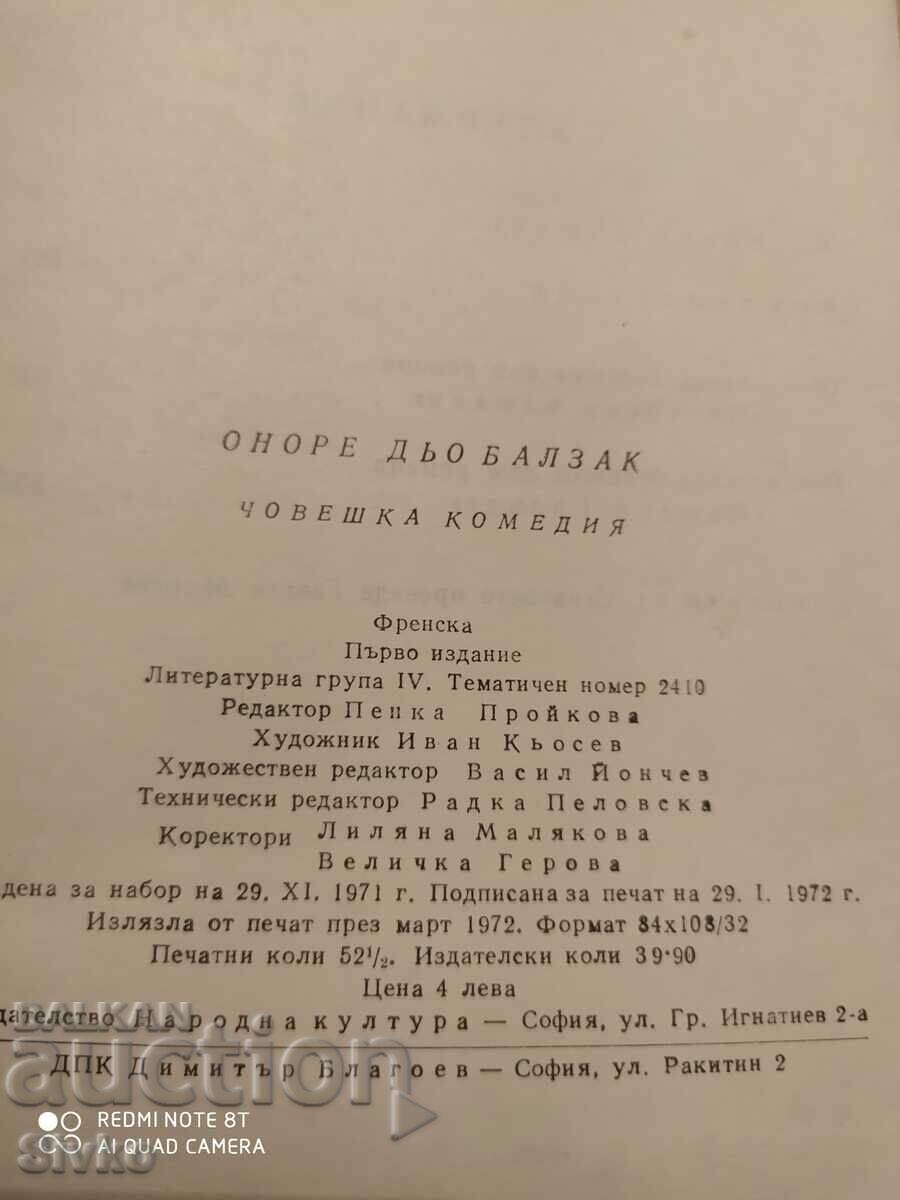 ОНОРЕ ДЬО БАЛЗАК
ЧОВЕШКА КОМЕДИЯ
Френска
Първо издание
Литературна група IV. Тематичен номер 2410
Редактор Пенка Пройкова
Художник Иван Кьосев
Художествен редактор Васил Йончев
Технически редактор Радка Пеловска
Коректори Лиляна Малякова
Величка Герова
дена за набор на 29. XI. 1971 г. Подписана за печат на 29. I. 1972 г.
Излязла от печат през март 1972. Формат 84x108/32
Печатни коли 52½. Издателски коли 39·90
Цена 4 лева
дателство Народна култура — София, ул. Гр. Игнатиев 2-а
ДПК Димитър Благоев — София, ул. Ракитин 2
BALKAN
auction
REDMI NOTE 8T
AI QUAD CAMERA
Sivko